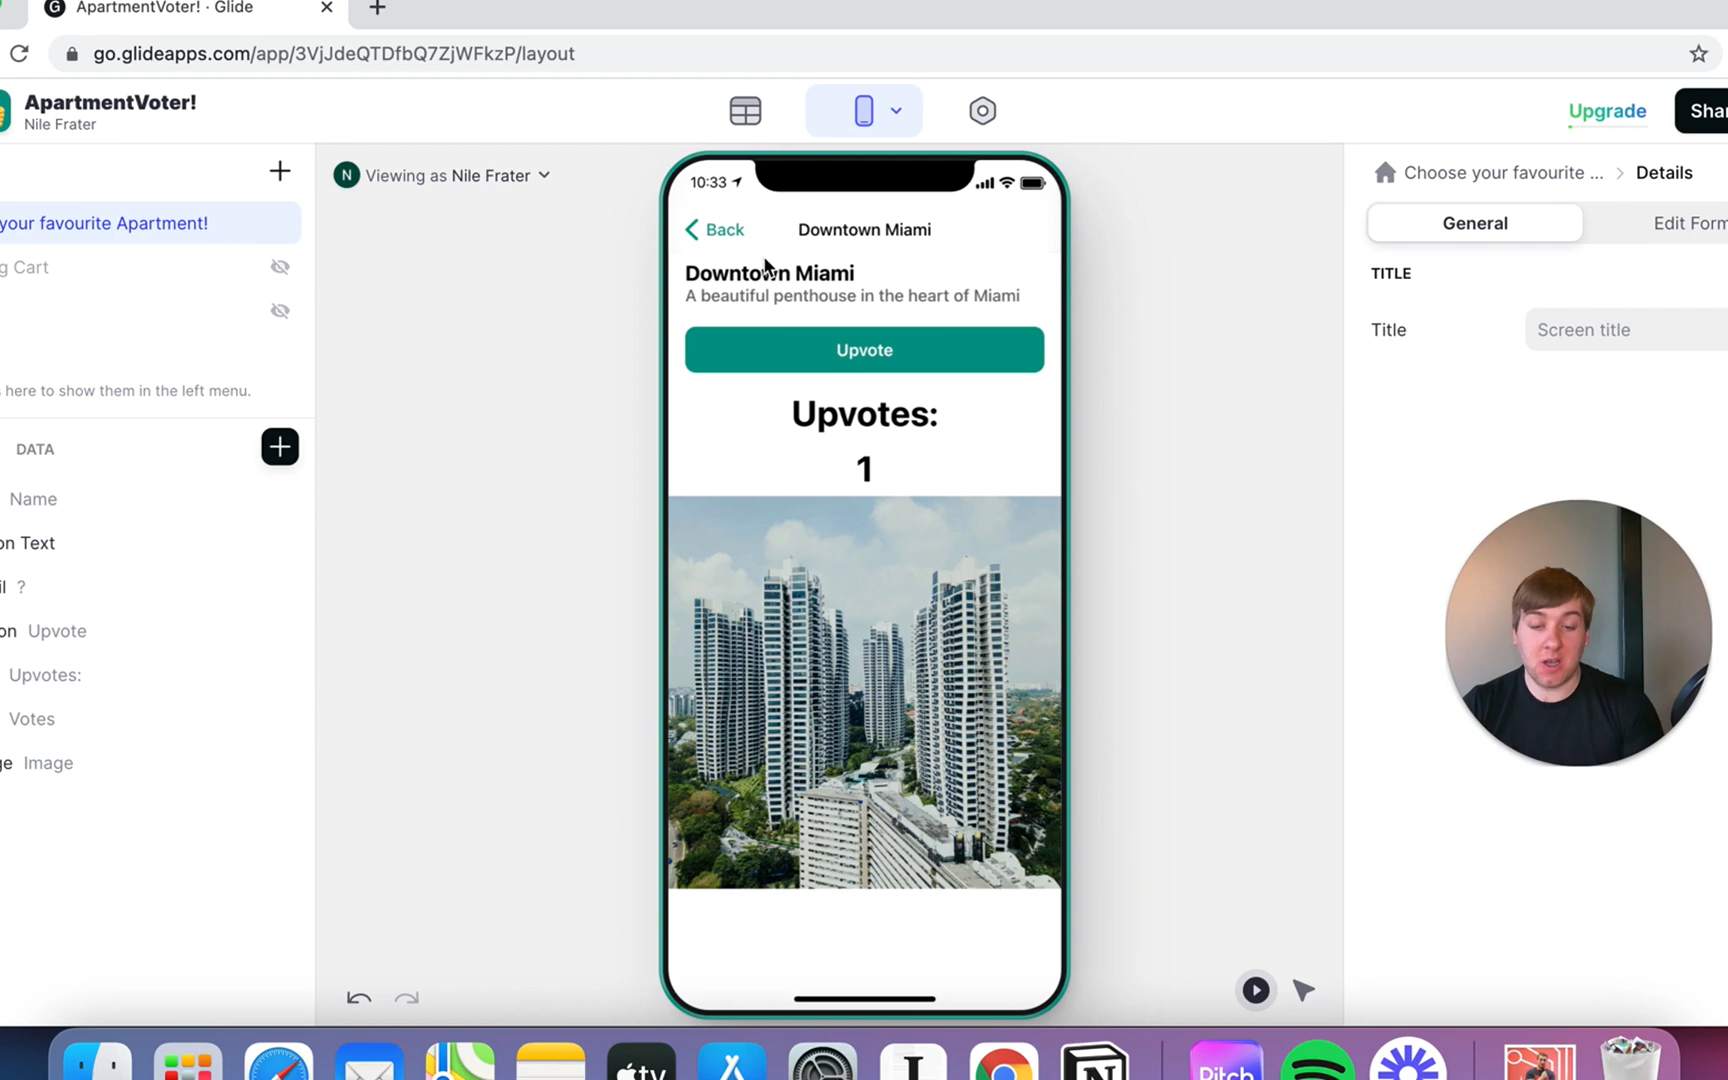 ApartmentVoter! · Glide
go.glideapps.com/app/3VjJdeQTDfbQ7ZjWFkzP/layout
ApartmentVoter!
Nile Frater
Upgrade
Shar
your favourite Apartment!
g Cart
s here to show them in the left menu.
DATA
Name
on Text
il ?
on Upvote
Upvotes:
Votes
ge Image
N Viewing as Nile Frater
10:33
Back
Downtown Miami
Downtown Miami
A beautiful penthouse in the heart of Miami
Upvote
Upvotes:
1
Choose your favourite ... > Details
General
Edit Form
TITLE
Title
Screen title
tv
N
Pitch